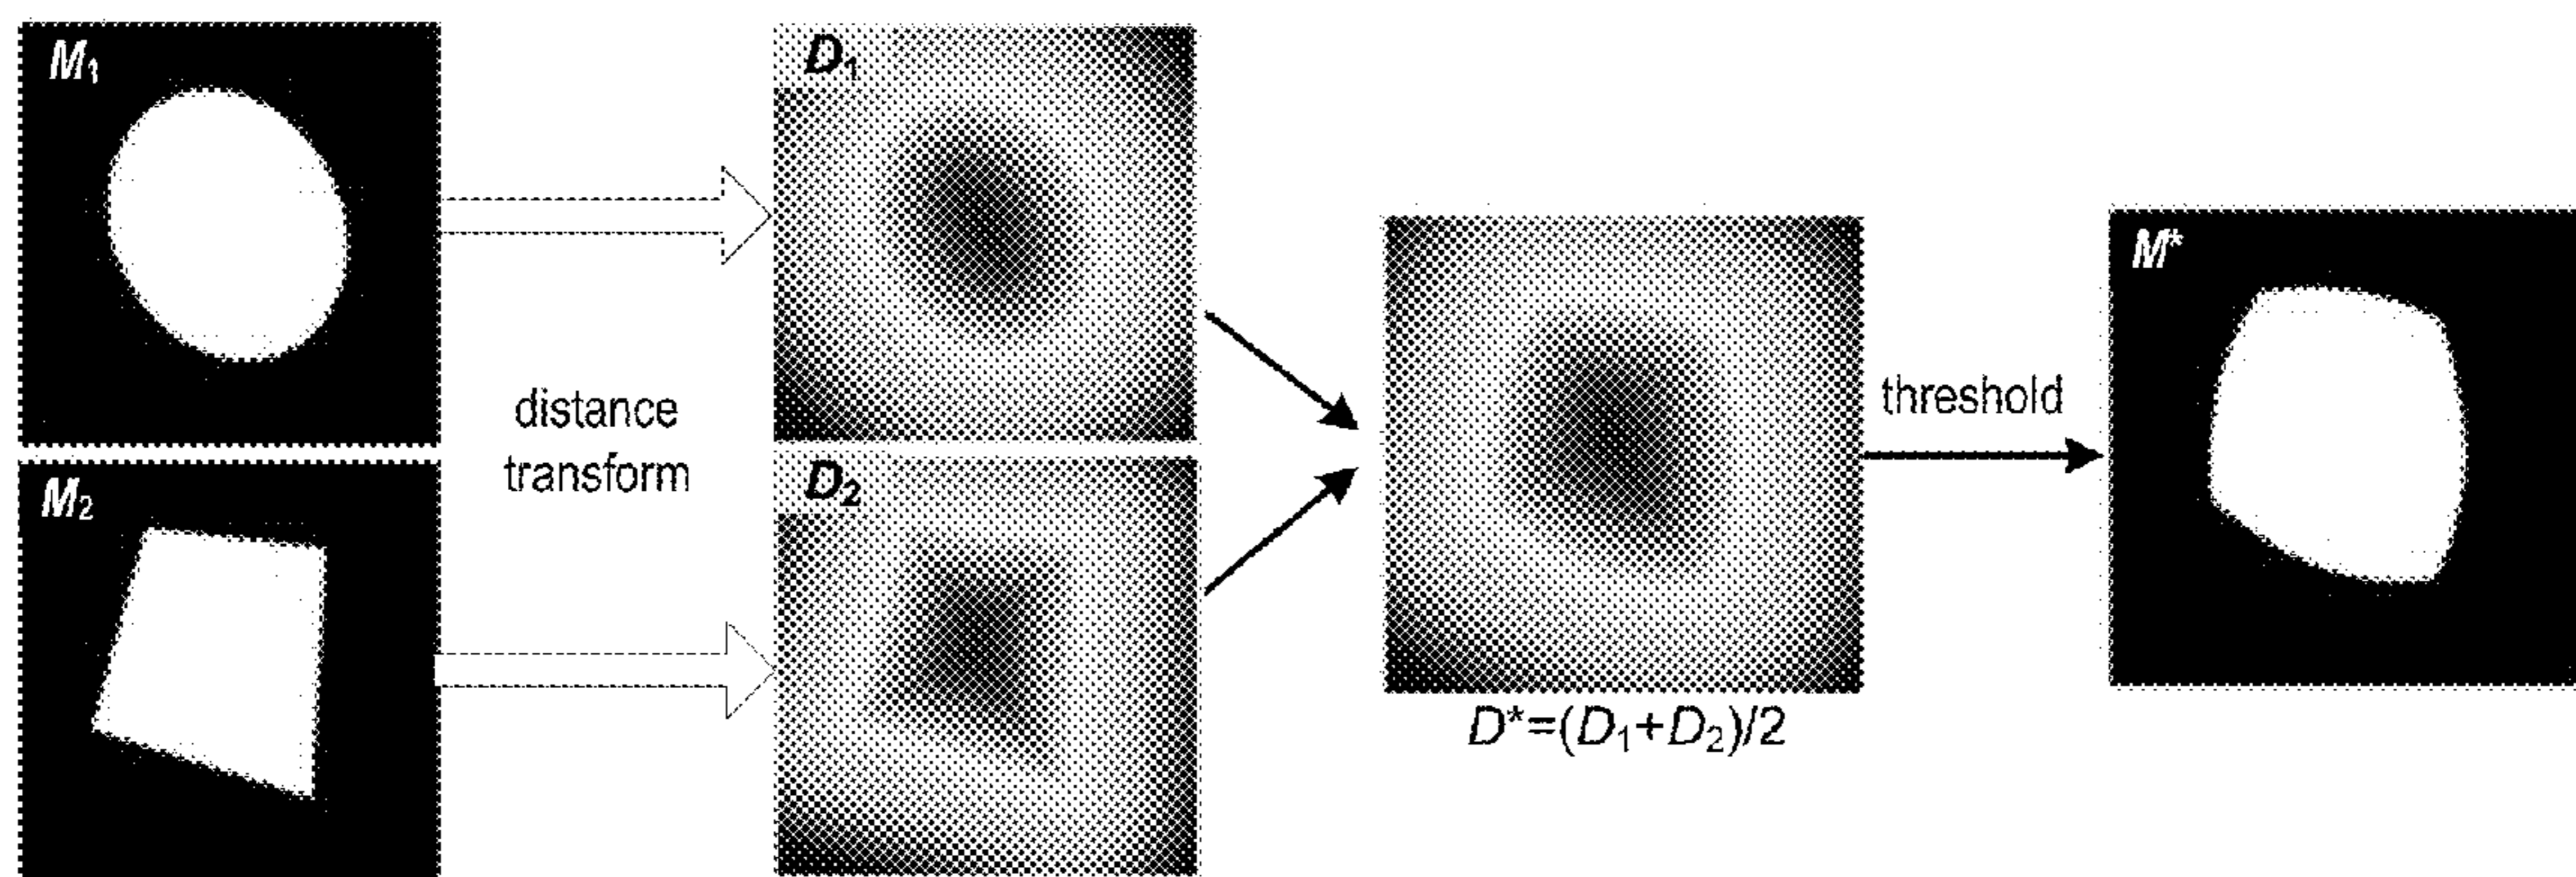 M₁
D₁
distance
transform
M₂
D₂
D*=(D₁+D₂)/2
threshold
M*